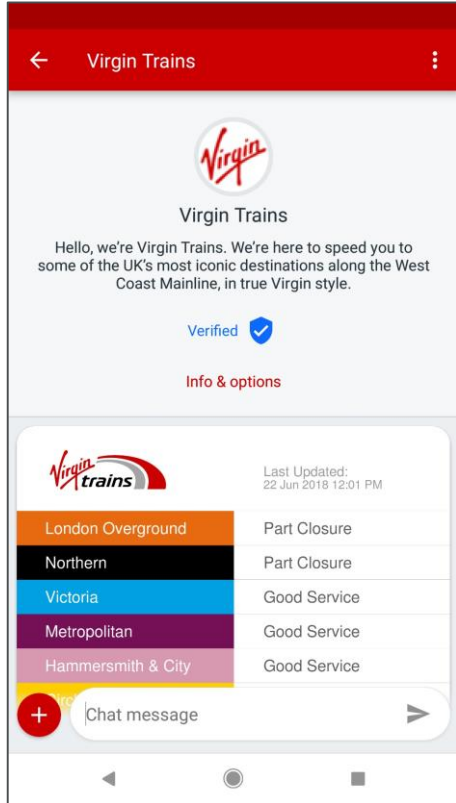 Virgin Trains
Virgin
Virgin Trains
Hello, we're Virgin Trains. We're here to speed you to
some of the UK's most iconic destinations along the West
Coast Mainline, in true Virgin style.
Verified
Info & options
Virgin
trains
Last Updated:
22 Jun 2018 12:01 PM
London Overground Part Closure
Northern Part Closure
Victoria Good Service
Metropolitan Good Service
Hammersmith & City Good Service
Chat message